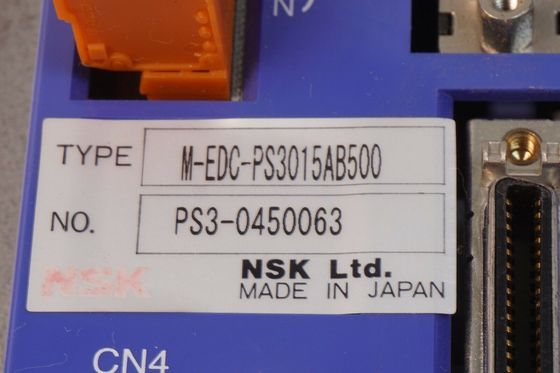 TYPE M-EDC-PS3015AB500
NO. PS3-0450063
NSK NSK Ltd.
MADE IN JAPAN
CN4